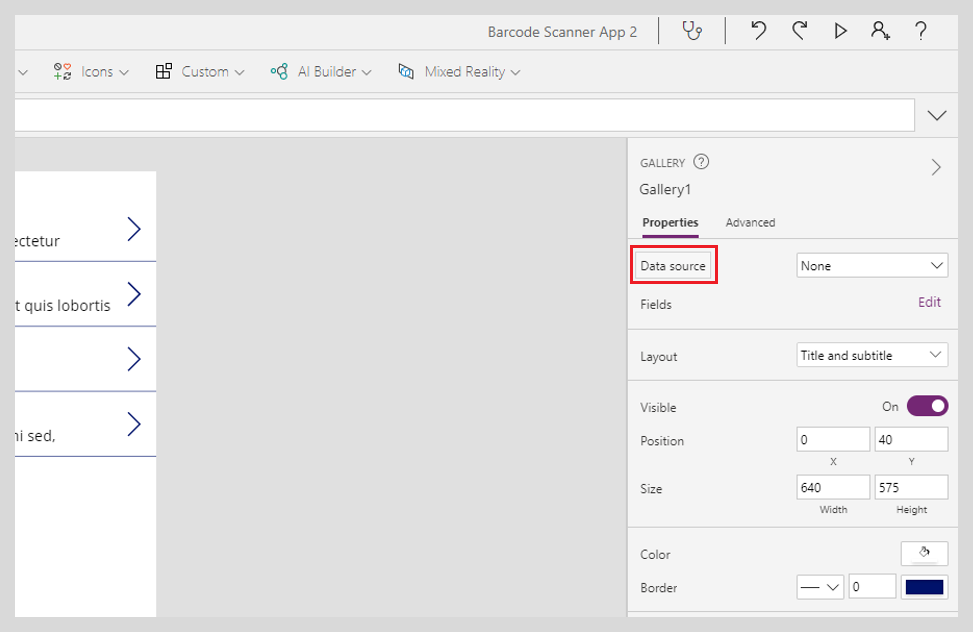 Barcode Scanner App 2
Icons Custom AI Builder Mixed Reality
GALLERY ?
Gallery1
Properties Advanced
Data source None
Fields Edit
Layout Title and subtitle
Visible On
Position 0 40
X Y
Size 640 575
Width Height
Color
Border 0
quis lobortis
sed,